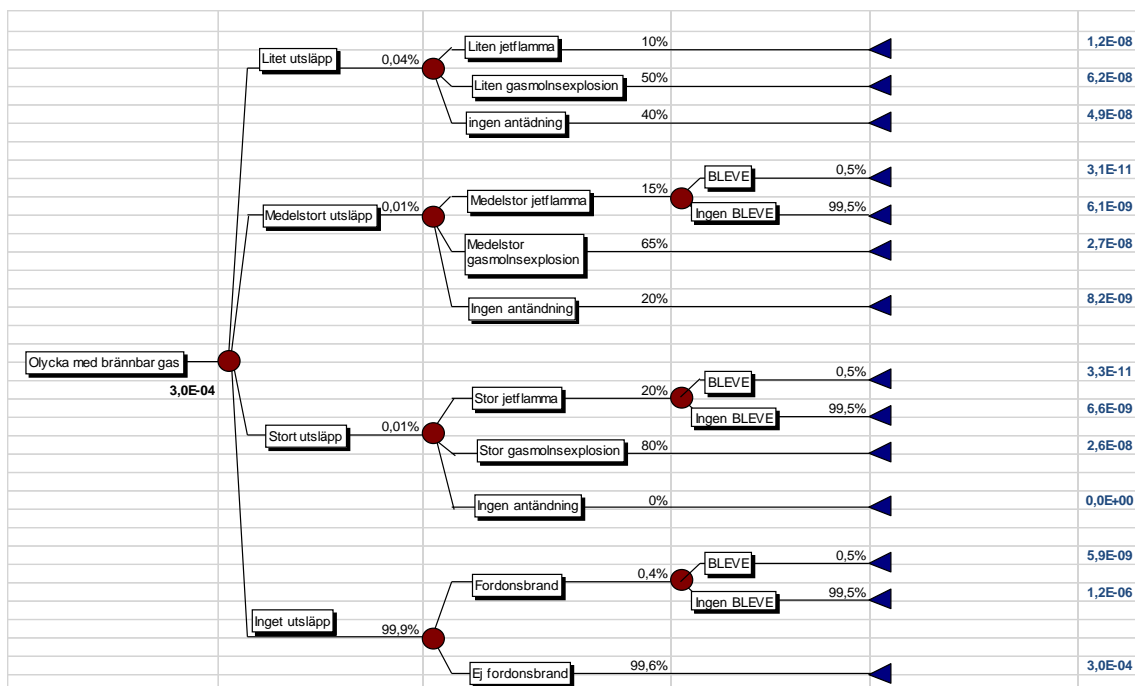 Liten jetflamma 10% 1,2E-08
Litet utsläpp 0,04%
Liten gasmolnsexplosion 50% 6,2E-08
ingen antädning 40% 4,9E-08
BLEVE 0,5% 3,1E-11
Medelstor jetflamma 15%
Medelstort utsläpp 0,01%
Ingen BLEVE 99,5% 6,1E-09
Medelstor
gasmolnsexplosion 65% 2,7E-08
Ingen antändning 20% 8,2E-09
Olycka med brännbar gas
3,0E-04
BLEVE 0,5% 3,3E-11
Stor jetflamma 20%
Ingen BLEVE 99,5% 6,6E-09
Stort utsläpp 0,01%
Stor gasmolnsexplosion 80% 2,6E-08
Ingen antändning 0% 0,0E+00
BLEVE 0,5% 5,9E-09
Fordonsbrand 0,4%
Ingen BLEVE 99,5% 1,2E-06
Inget utsläpp 99,9%
Ej fordonsbrand 99,6% 3,0E-04